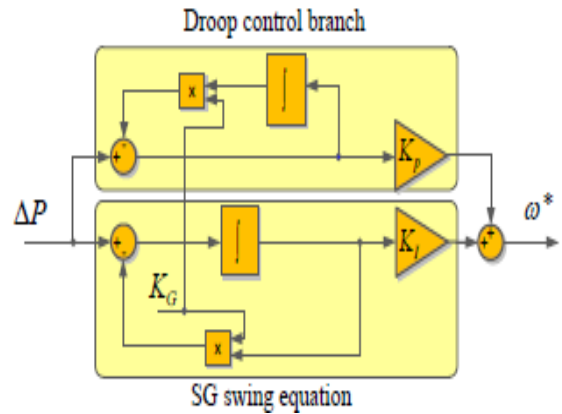 Droop control branch
x
∫
-
+
K_p
ΔP
ω*
+
-
∫
K_I
+
+
K_G
x
SG swing equation